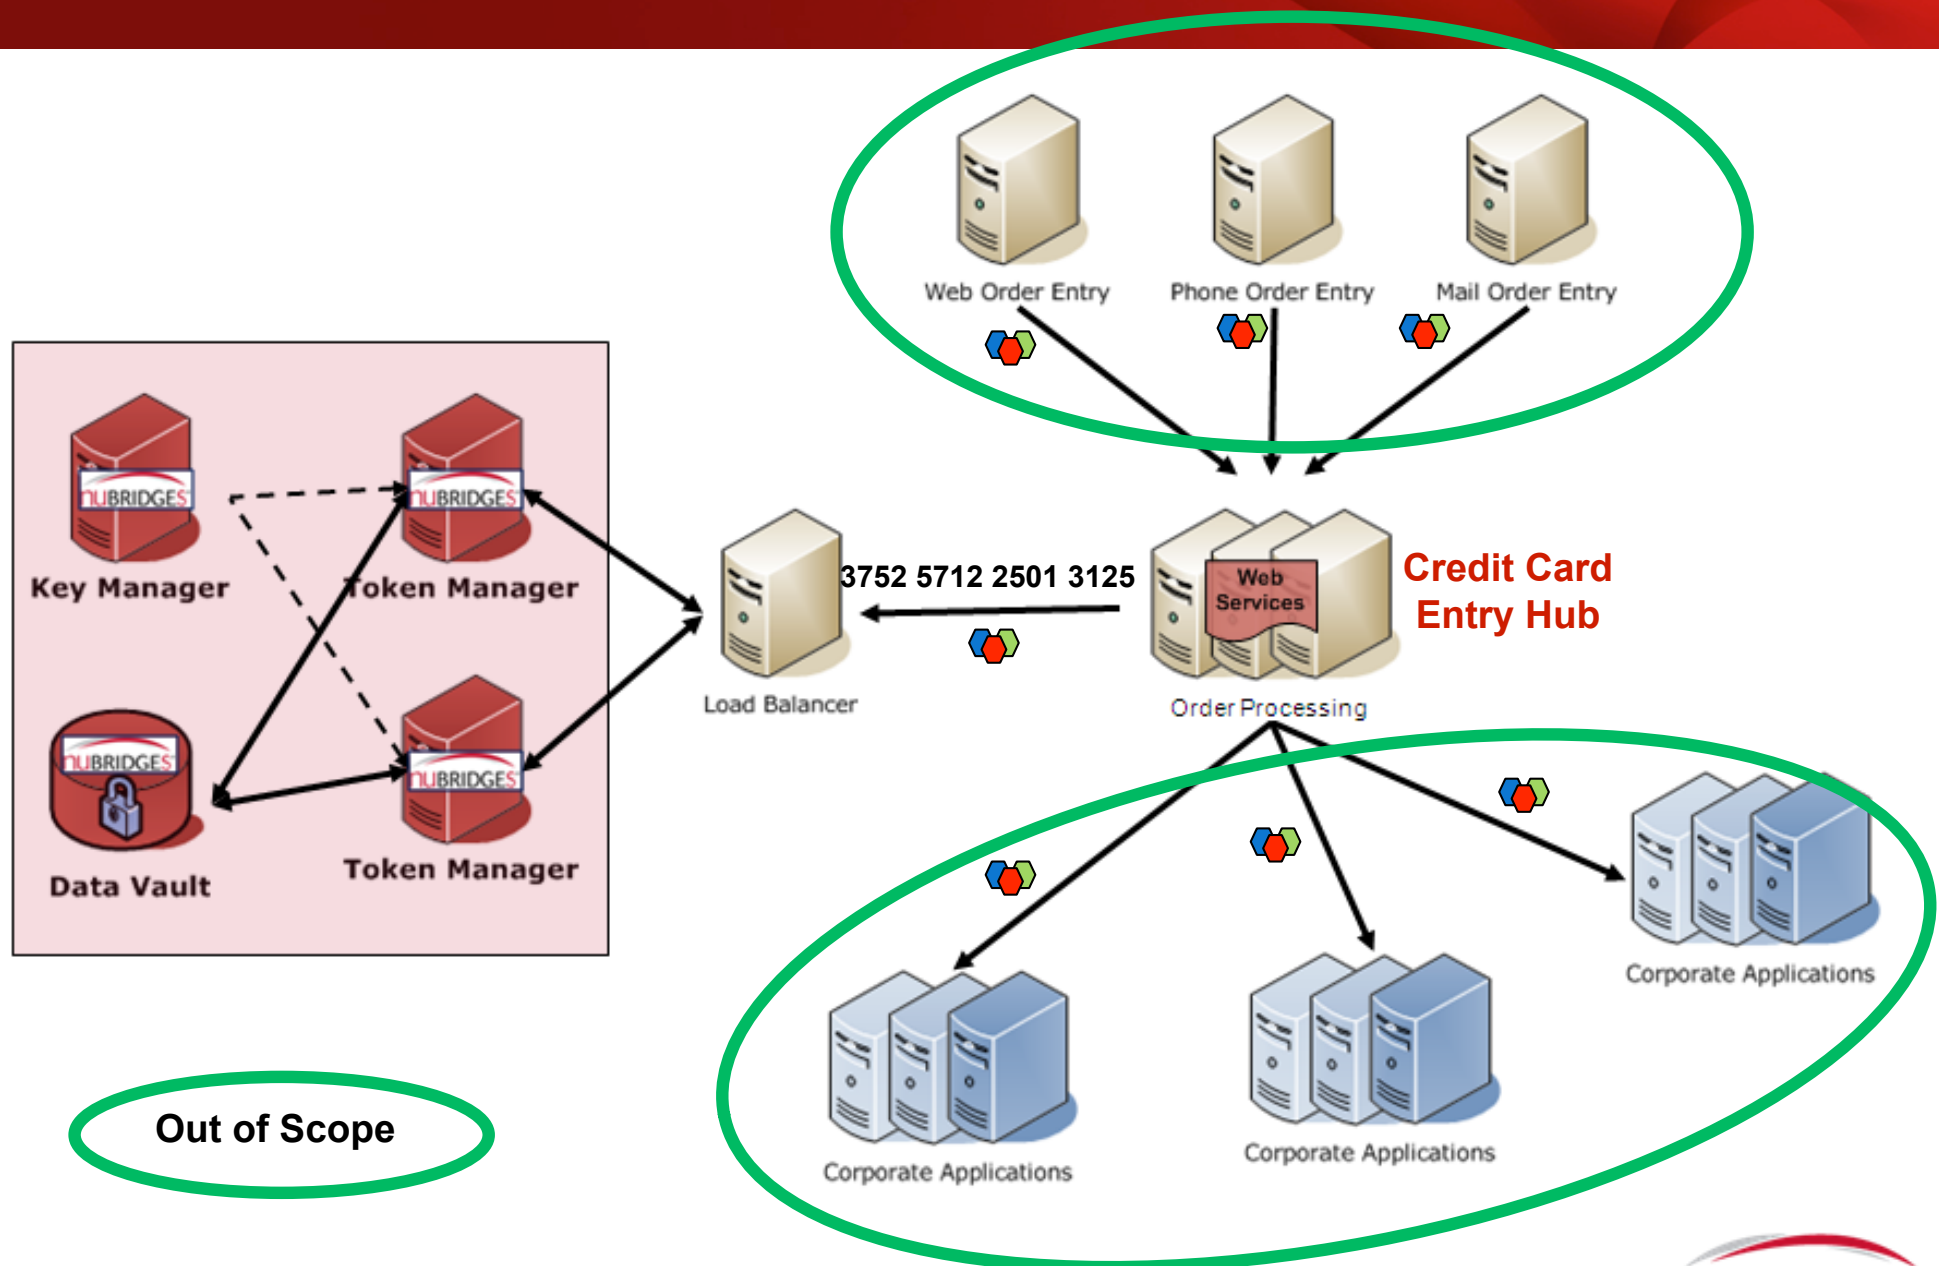 Web Order Entry
Phone Order Entry
Mail Order Entry
nuBRIDGES
Key Manager
nuBRIDGES
Token Manager
nuBRIDGES
Data Vault
nuBRIDGES
Token Manager
Load Balancer
3752 5712 2501 3125
Web
Services
Order Processing
Credit Card
Entry Hub
Corporate Applications
Corporate Applications
Corporate Applications
Out of Scope